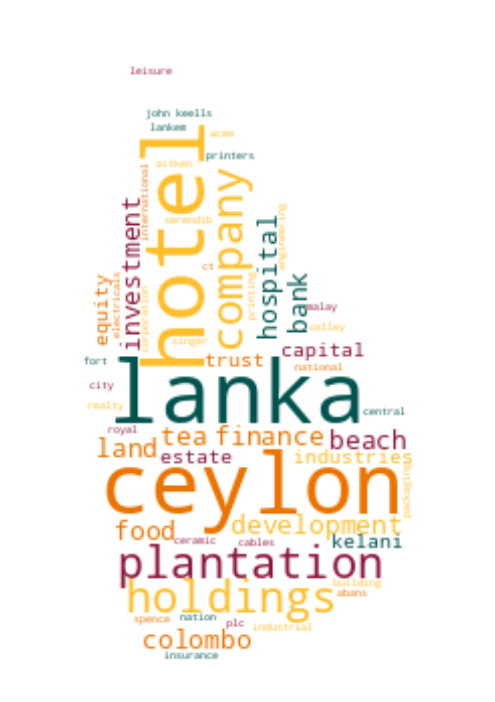 leisure
john keells
lankem
acme
hotel
printers
aitken
international
company
investment
serendib
engineering
hospital
ct
bank
equity
electricals
corporation
printing
malay
valley
singer
capital
fort
trust
national
lanka
city
realty
central
royal
tea
finance
beach
land
estate
industries
ceylon
packaging
development
food
ceramic
cables
kelani
plantation
building
holdings
abans
spence
nation
plc
industrial
colombo
insurance